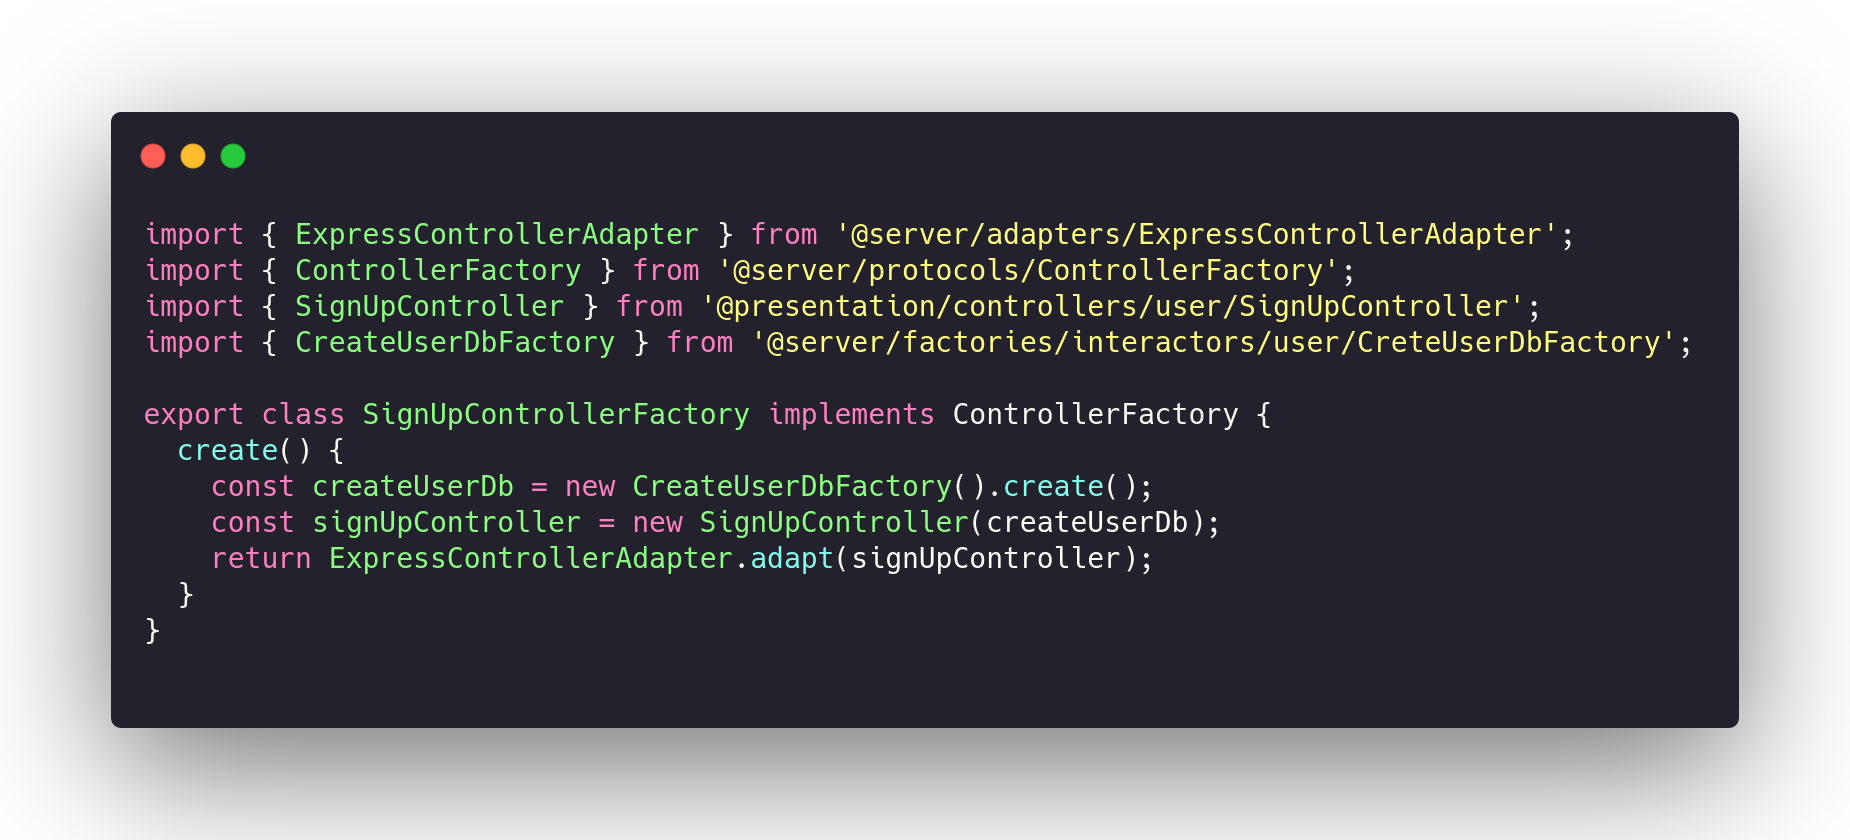 import { ExpressControllerAdapter } from '@server/adapters/ExpressControllerAdapter';
import { ControllerFactory } from '@server/protocols/ControllerFactory';
import { SignUpController } from '@presentation/controllers/user/SignUpController';
import { CreateUserDbFactory } from '@server/factories/interactors/user/CreteUserDbFactory';

export class SignUpControllerFactory implements ControllerFactory {
  create() {
    const createUserDb = new CreateUserDbFactory().create();
    const signUpController = new SignUpController(createUserDb);
    return ExpressControllerAdapter.adapt(signUpController);
  }
}